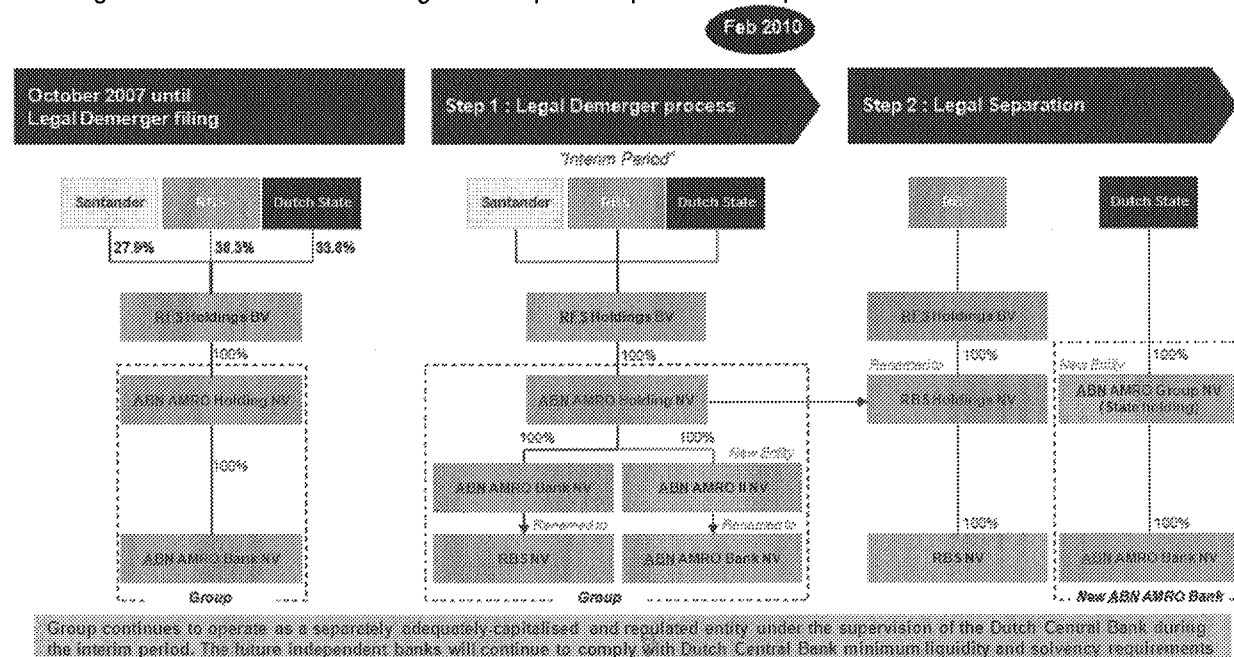 Feb 2010
October 2007 until
Legal Demerger filing
Step 1 : Legal Demerger process
Step 2 : Legal Separation
"Interim Period"
Santander
RBS
Dutch State
Santander
RBS
Dutch State
Dutch State
27.9%
38.3%
33.8%
RFS Holdings BV
RFS Holdings BV
RFS Holdings BV
100%
100%
Renamed to
100%
New Entity
100%
ABN AMRO Holding NV
ABN AMRO Holding NV
RBS Holdings NV
ABN AMRO Group NV
(State holding)
100%
100%
100%
New Entity
ABN AMRO Bank NV
ABN AMRO II NV
Renamed to
Renamed to
100%
100%
ABN AMRO Bank NV
RBS NV
ABN AMRO Bank NV
RBS NV
ABN AMRO Bank NV
Group
Group
New ABN AMRO Bank
Group continues to operate as a separately adequately-capitalised and regulated entity under the supervision of the Dutch Central Bank during
the interim period. The future independent banks will continue to comply with Dutch Central Bank minimum liquidity and solvency requirements